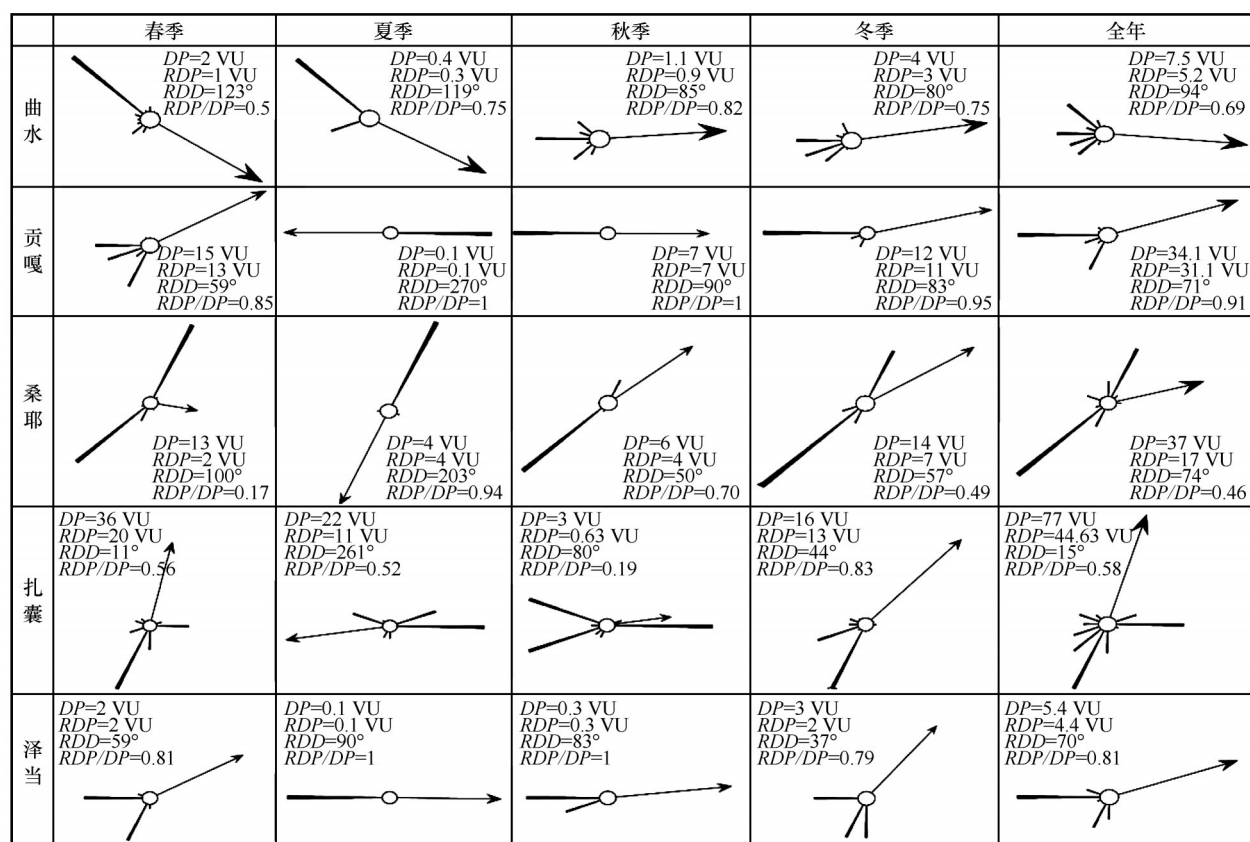 春季
夏季
秋季
冬季
全年
曲水
DP=2 VU
RDP=1 VU
RDD=123°
RDP/DP=0.5
DP=0.4 VU
RDP=0.3 VU
RDD=119°
RDP/DP=0.75
DP=1.1 VU
RDP=0.9 VU
RDD=85°
RDP/DP=0.82
DP=4 VU
RDP=3 VU
RDD=80°
RDP/DP=0.75
DP=7.5 VU
RDP=5.2 VU
RDD=94°
RDP/DP=0.69
贡嘎
DP=15 VU
RDP=13 VU
RDD=59°
RDP/DP=0.85
DP=0.1 VU
RDP=0.1 VU
RDD=270°
RDP/DP=1
DP=7 VU
RDP=7 VU
RDD=90°
RDP/DP=1
DP=12 VU
RDP=11 VU
RDD=83°
RDP/DP=0.95
DP=34.1 VU
RDP=31.1 VU
RDD=71°
RDP/DP=0.91
桑耶
DP=13 VU
RDP=2 VU
RDD=100°
RDP/DP=0.17
DP=4 VU
RDP=4 VU
RDD=203°
RDP/DP=0.94
DP=6 VU
RDP=4 VU
RDD=50°
RDP/DP=0.70
DP=14 VU
RDP=7 VU
RDD=57°
RDP/DP=0.49
DP=37 VU
RDP=17 VU
RDD=74°
RDP/DP=0.46
扎囊
DP=36 VU
RDP=20 VU
RDD=11°
RDP/DP=0.56
DP=22 VU
RDP=11 VU
RDD=261°
RDP/DP=0.52
DP=3 VU
RDP=0.63 VU
RDD=80°
RDP/DP=0.19
DP=16 VU
RDP=13 VU
RDD=44°
RDP/DP=0.83
DP=77 VU
RDP=44.63 VU
RDD=15°
RDP/DP=0.58
泽当
DP=2 VU
RDP=2 VU
RDD=59°
RDP/DP=0.81
DP=0.1 VU
RDP=0.1 VU
RDD=90°
RDP/DP=1
DP=0.3 VU
RDP=0.3 VU
RDD=83°
RDP/DP=1
DP=3 VU
RDP=2 VU
RDD=37°
RDP/DP=0.79
DP=5.4 VU
RDP=4.4 VU
RDD=70°
RDP/DP=0.81